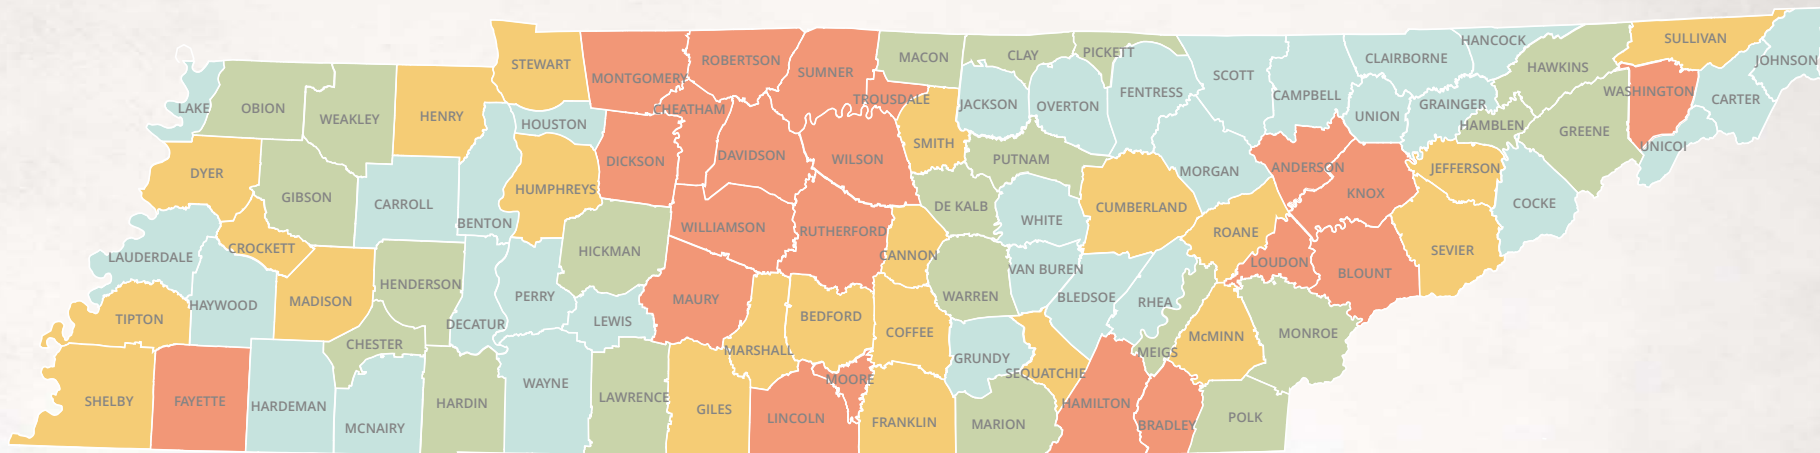 SULLIVAN
HANCOCK
CLAIRBORNE
JOHNSON
STEWART
MACON
CLAY
PICKETT
ROBERTSON
SUMNER
MONTGOMERY
SCOTT
HAWKINS
LAKE
OBION
WEAKLEY
HENRY
HOUSTON
CHEATHAM
TROUSDALE
JACKSON
OVERTON
FENTRESS
CAMPBELL
UNION
GRAINGER
WASHINGTON
CARTER
HAMBLEN
GREENE
UNICOI
DYER
GIBSON
CARROLL
BENTON
HUMPHREYS
DICKSON
DAVIDSON
WILSON
SMITH
PUTNAM
MORGAN
ANDERSON
KNOX
JEFFERSON
COCKE
DE KALB
WHITE
CUMBERLAND
LAUDERDALE
CROCKETT
HICKMAN
WILLIAMSON
RUTHERFORD
CANNON
ROANE
LOUDON
BLOUNT
SEVIER
TIPTON
HAYWOOD
MADISON
HENDERSON
DECATUR
PERRY
LEWIS
MAURY
MARSHALL
BEDFORD
COFFEE
WARREN
VAN BUREN
BLEDSOE
RHEA
MEIGS
McMINN
MONROE
CHESTER
GRUNDY
SEQUATCHIE
SHELBY
FAYETTE
HARDEMAN
MCNAIRY
HARDIN
WAYNE
LAWRENCE
GILES
LINCOLN
MOORE
FRANKLIN
MARION
HAMILTON
BRADLEY
POLK